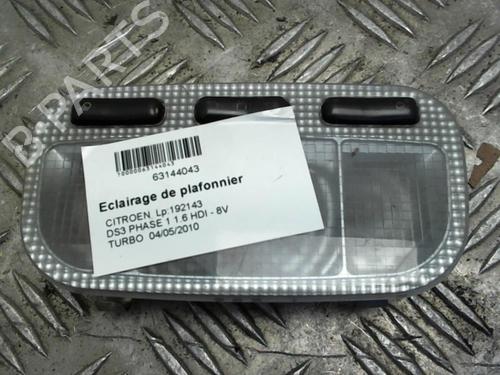 B-PARTS
70000063144043
63144043
Eclairage de plafonnier
CITROEN Lp:192143
DS3 PHASE 1 1.6 HDI - 8V
TURBO 04/05/2010